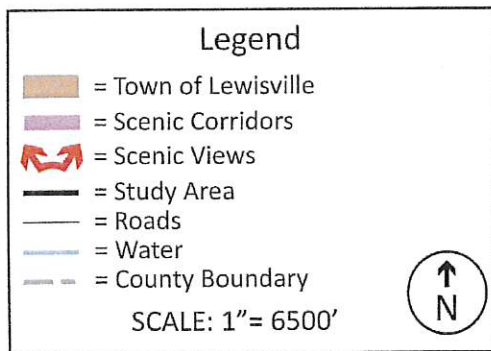 Legend
= Town of Lewisville
= Scenic Corridors
= Scenic Views
= Study Area
= Roads
= Water
= County Boundary
SCALE: 1"= 6500'
N